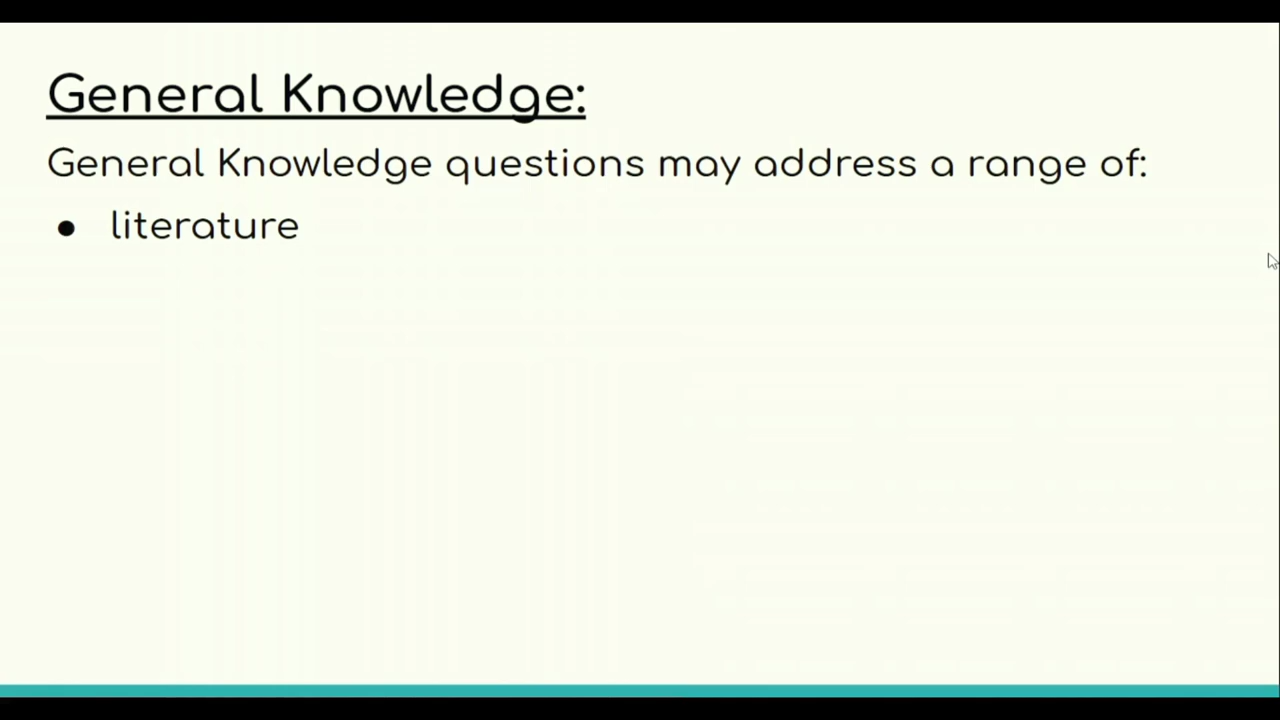 General Knowledge:
General Knowledge questions may address a range of:
● literature